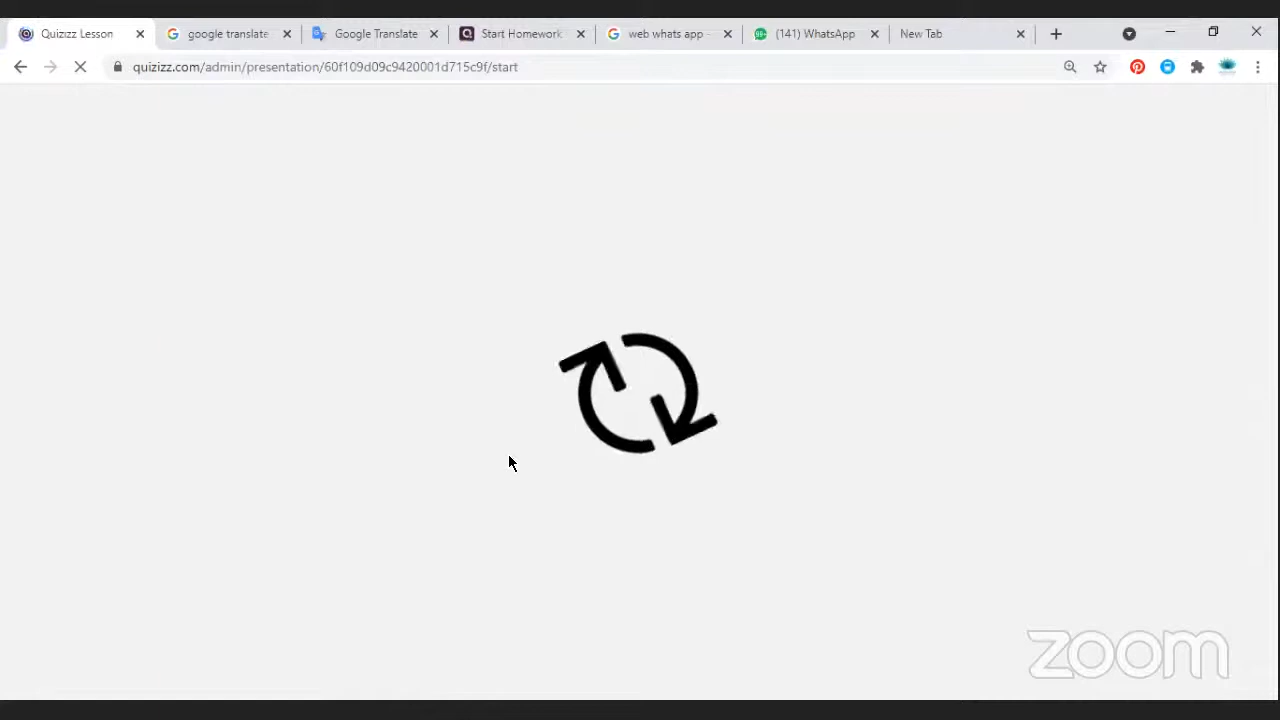 Quizizz Lesson
google translate
Google Translate
Start Homework
web whats app -
99+
(141) WhatsApp
New Tab
quizizz.com/admin/presentation/60f109d09c9420001d715c9f/start
zoom